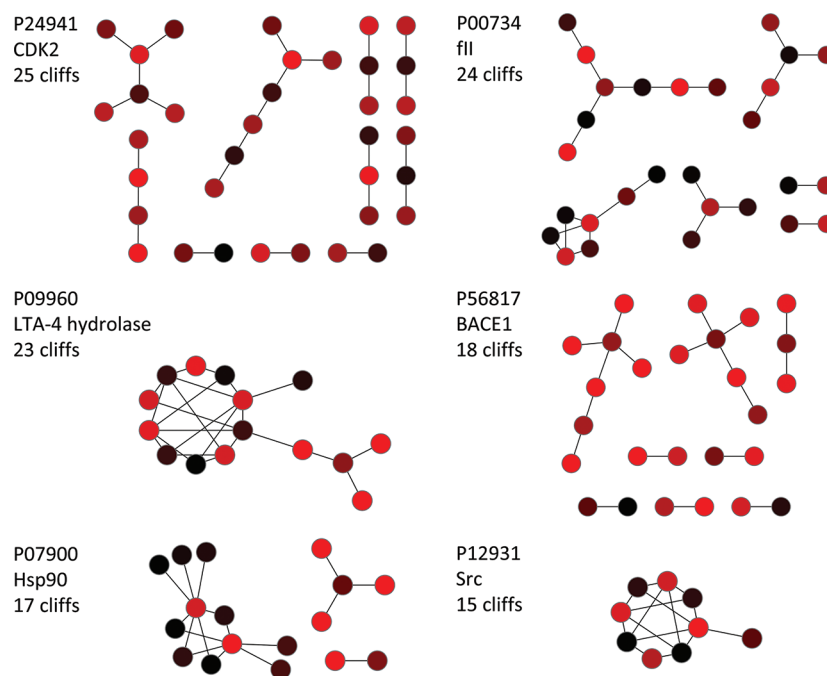 P24941
CDK2
25 cliffs
P00734
fII
24 cliffs
P09960
LTA-4 hydrolase
23 cliffs
P56817
BACE1
18 cliffs
P07900
Hsp90
17 cliffs
P12931
Src
15 cliffs